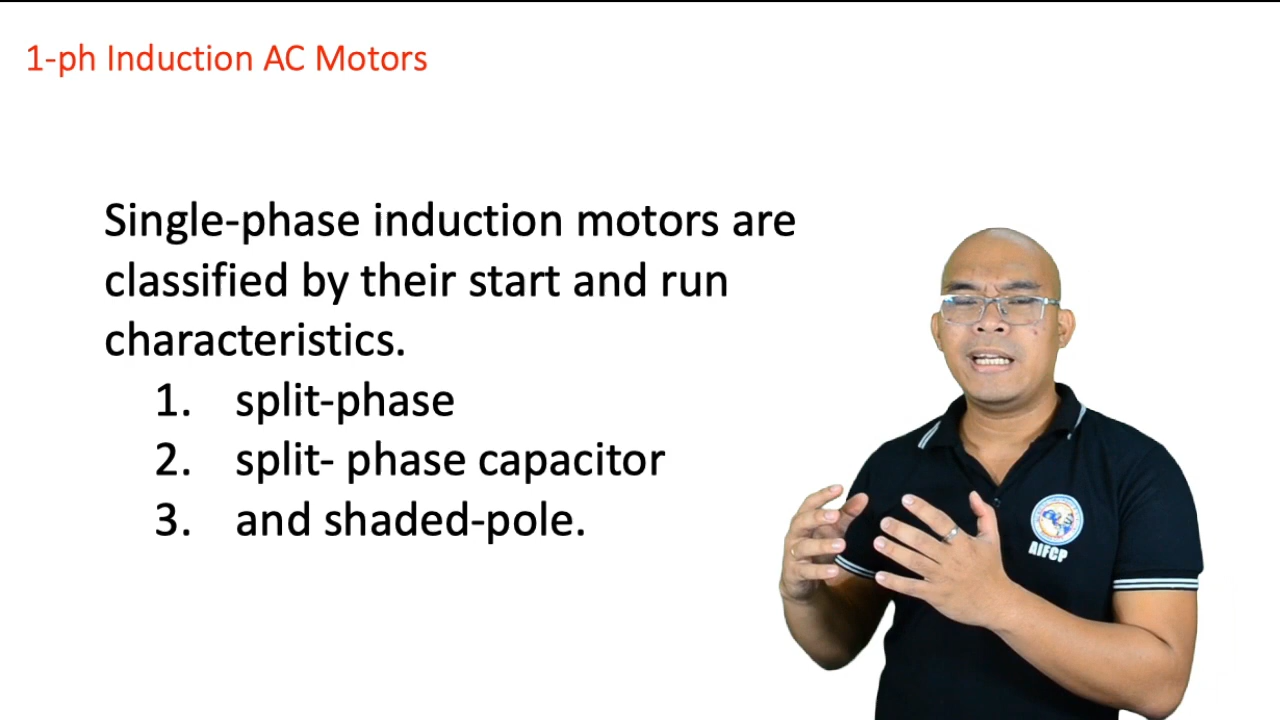 1-ph Induction AC Motors
Single-phase induction motors are
classified by their start and run
characteristics.
1. split-phase
2. split- phase capacitor
3. and shaded-pole.
AIFCP